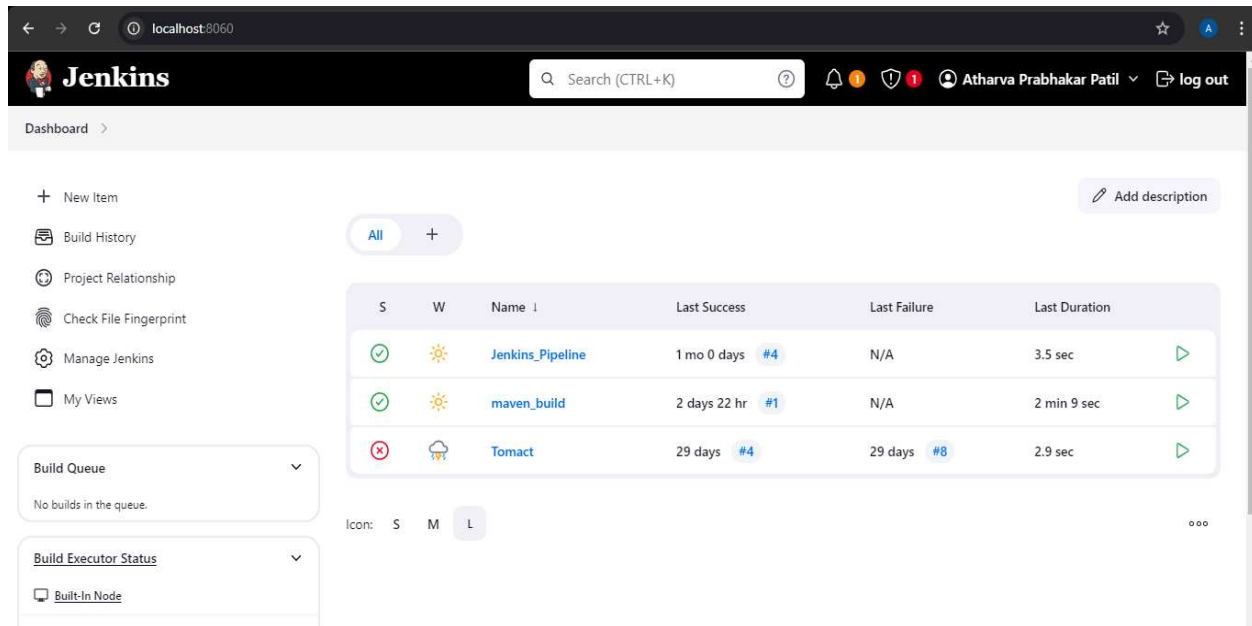 localhost:8060
A
Jenkins
Search (CTRL+K)
1
1
Atharva Prabhakar Patil
log out
Dashboard
New Item
Build History
Project Relationship
Check File Fingerprint
Manage Jenkins
My Views
Build Queue
No builds in the queue.
Build Executor Status
Built-In Node
Add description
All +
S W Name ↓ Last Success Last Failure Last Duration
Jenkins_Pipeline 1 mo 0 days #4 N/A 3.5 sec
maven_build 2 days 22 hr #1 N/A 2 min 9 sec
Tomact 29 days #4 29 days #8 2.9 sec
Icon: S M L